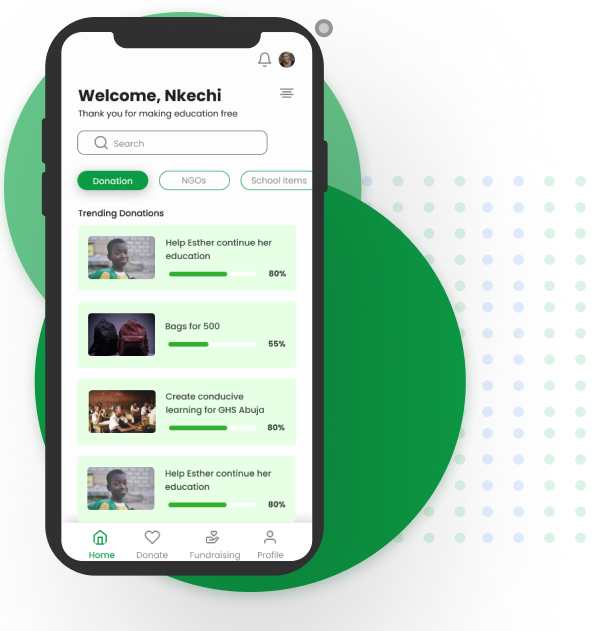 Welcome, Nkechi
Thank you for making education free
Search
Donation
NGOs
School items
Trending Donations
Help Esther continue her
education
80%
Bags for 500
55%
Create conducive
learning for GHS Abuja
80%
Help Esther continue her
education
80%
Home
Donate
Fundraising
Profile